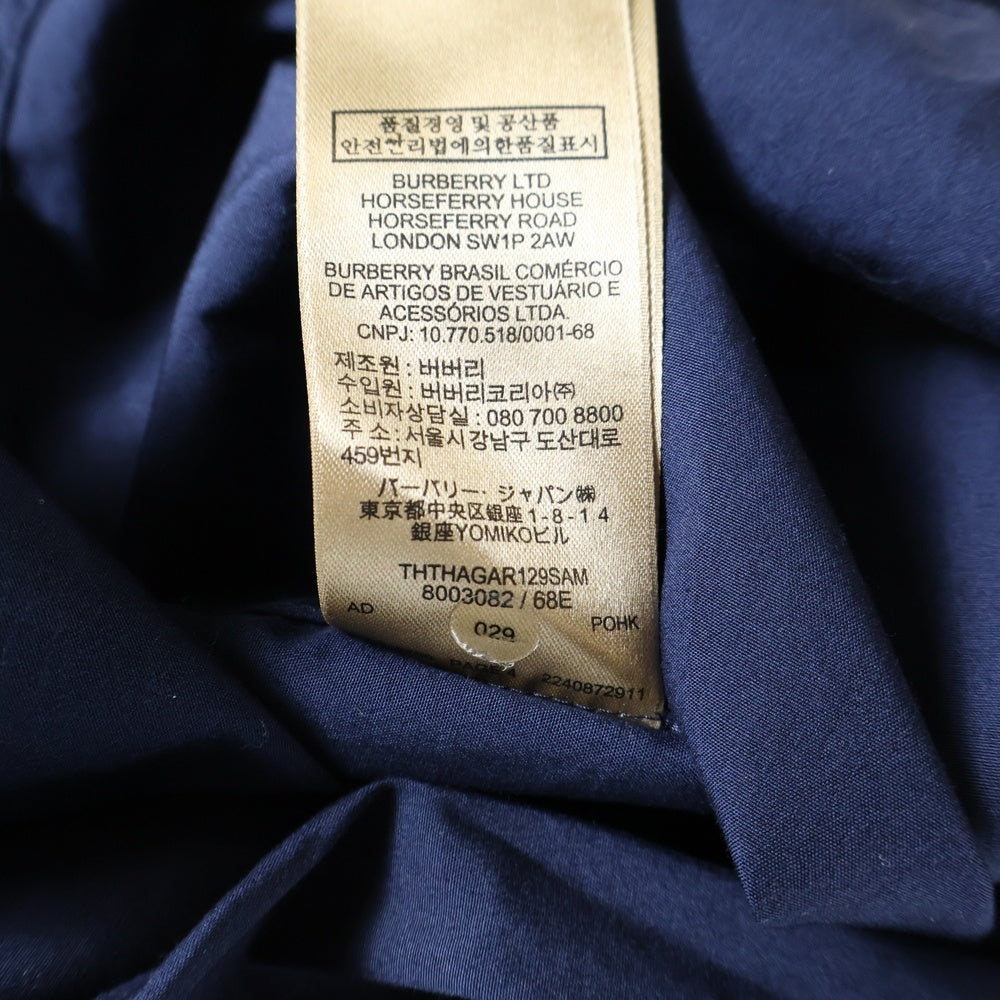 품질경영 및 공산품
안전관리법에의한품질표시
BURBERRY LTD
HORSEFERRY HOUSE
HORSEFERRY ROAD
LONDON SW1P 2AW
BURBERRY BRASIL COMÉRCIO
DE ARTIGOS DE VESTUÁRIO E
ACESSÓRIOS LTDA.
CNPJ: 10.770.518/0001-68
제조원 : 버버리
수입원 : 버버리코리아㈜
소비자상담실 : 080 700 8800
주 소 : 서울시 강남구 도산대로
459번지
バーバリー・ジャパン㈱
東京都中央区銀座1-8-14
銀座YOMIKOビル
THTHAGAR129SAM
8003082 / 68E
AD 029 POHK
PAGE 4 2240872911